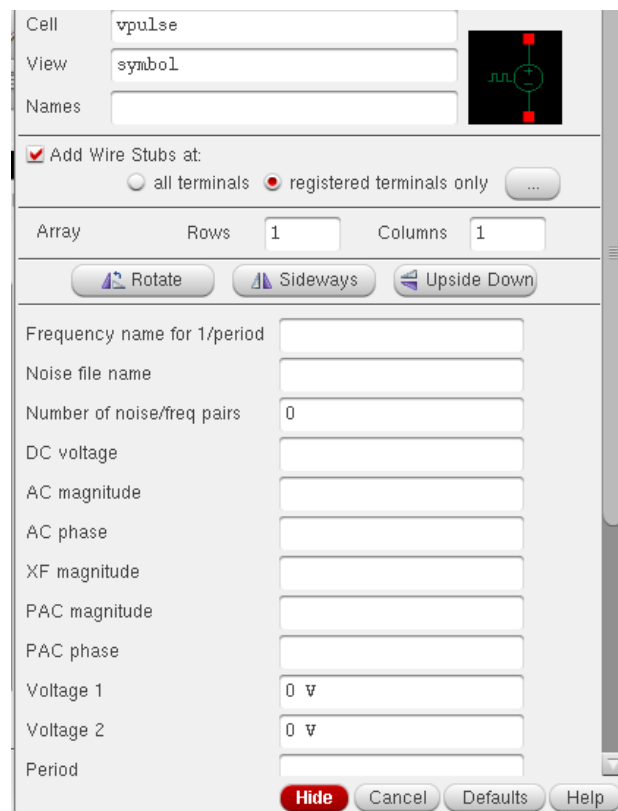 Cell vpulse
View symbol
Names
Add Wire Stubs at:
all terminals registered terminals only ...
Array Rows 1 Columns 1
Rotate Sideways Upside Down
Frequency name for 1/period
Noise file name
Number of noise/freq pairs 0
DC voltage
AC magnitude
AC phase
XF magnitude
PAC magnitude
PAC phase
Voltage 1 0 V
Voltage 2 0 V
Period
Hide Cancel Defaults Help